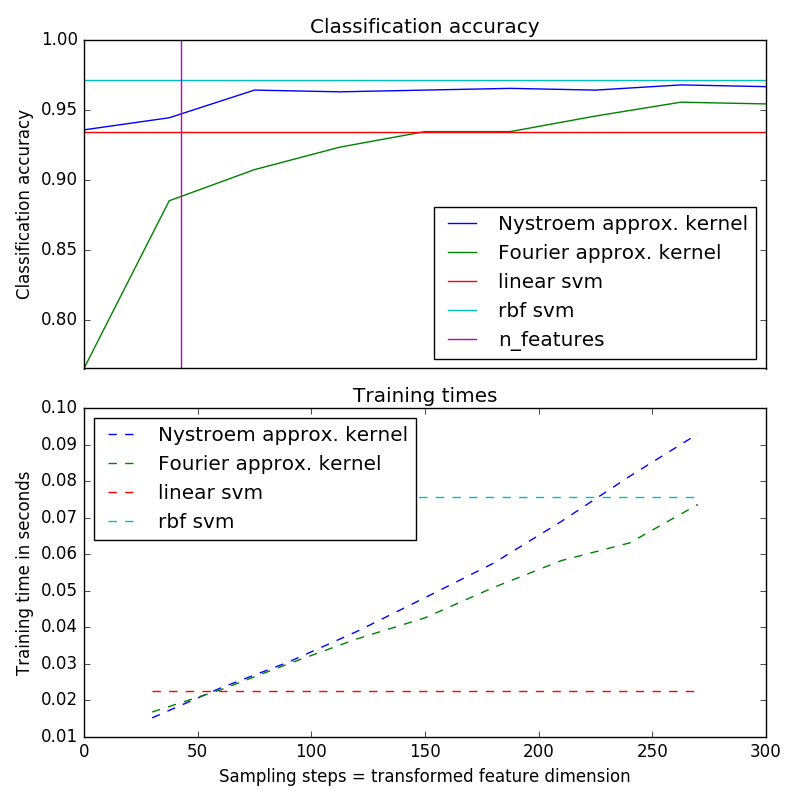 Classification accuracy
1.00
0.95
0.90
0.85
0.80
Classification accuracy
Nystroem approx. kernel
Fourier approx. kernel
linear svm
rbf svm
n_features
Training times
0.10
0.09
0.08
0.07
0.06
0.05
0.04
0.03
0.02
0.01
Training time in seconds
Nystroem approx. kernel
Fourier approx. kernel
linear svm
rbf svm
0 50 100 150 200 250 300
Sampling steps = transformed feature dimension